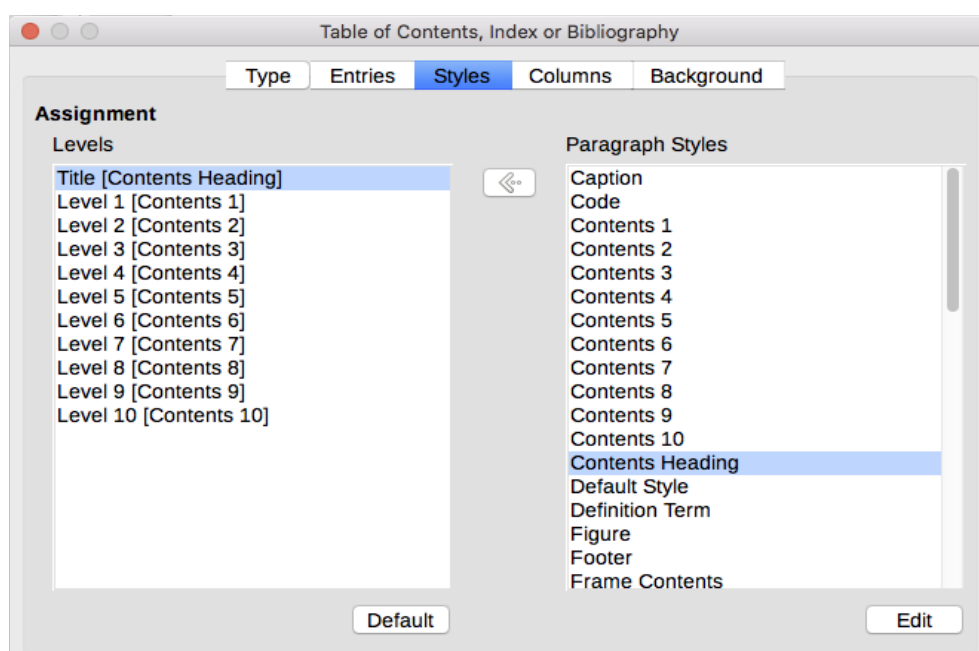 Table of Contents, Index or Bibliography
Type Entries Styles Columns Background
Assignment
Levels
Title [Contents Heading]
Level 1 [Contents 1]
Level 2 [Contents 2]
Level 3 [Contents 3]
Level 4 [Contents 4]
Level 5 [Contents 5]
Level 6 [Contents 6]
Level 7 [Contents 7]
Level 8 [Contents 8]
Level 9 [Contents 9]
Level 10 [Contents 10]
Default
Paragraph Styles
Caption
Code
Contents 1
Contents 2
Contents 3
Contents 4
Contents 5
Contents 6
Contents 7
Contents 8
Contents 9
Contents 10
Contents Heading
Default Style
Definition Term
Figure
Footer
Frame Contents
Edit